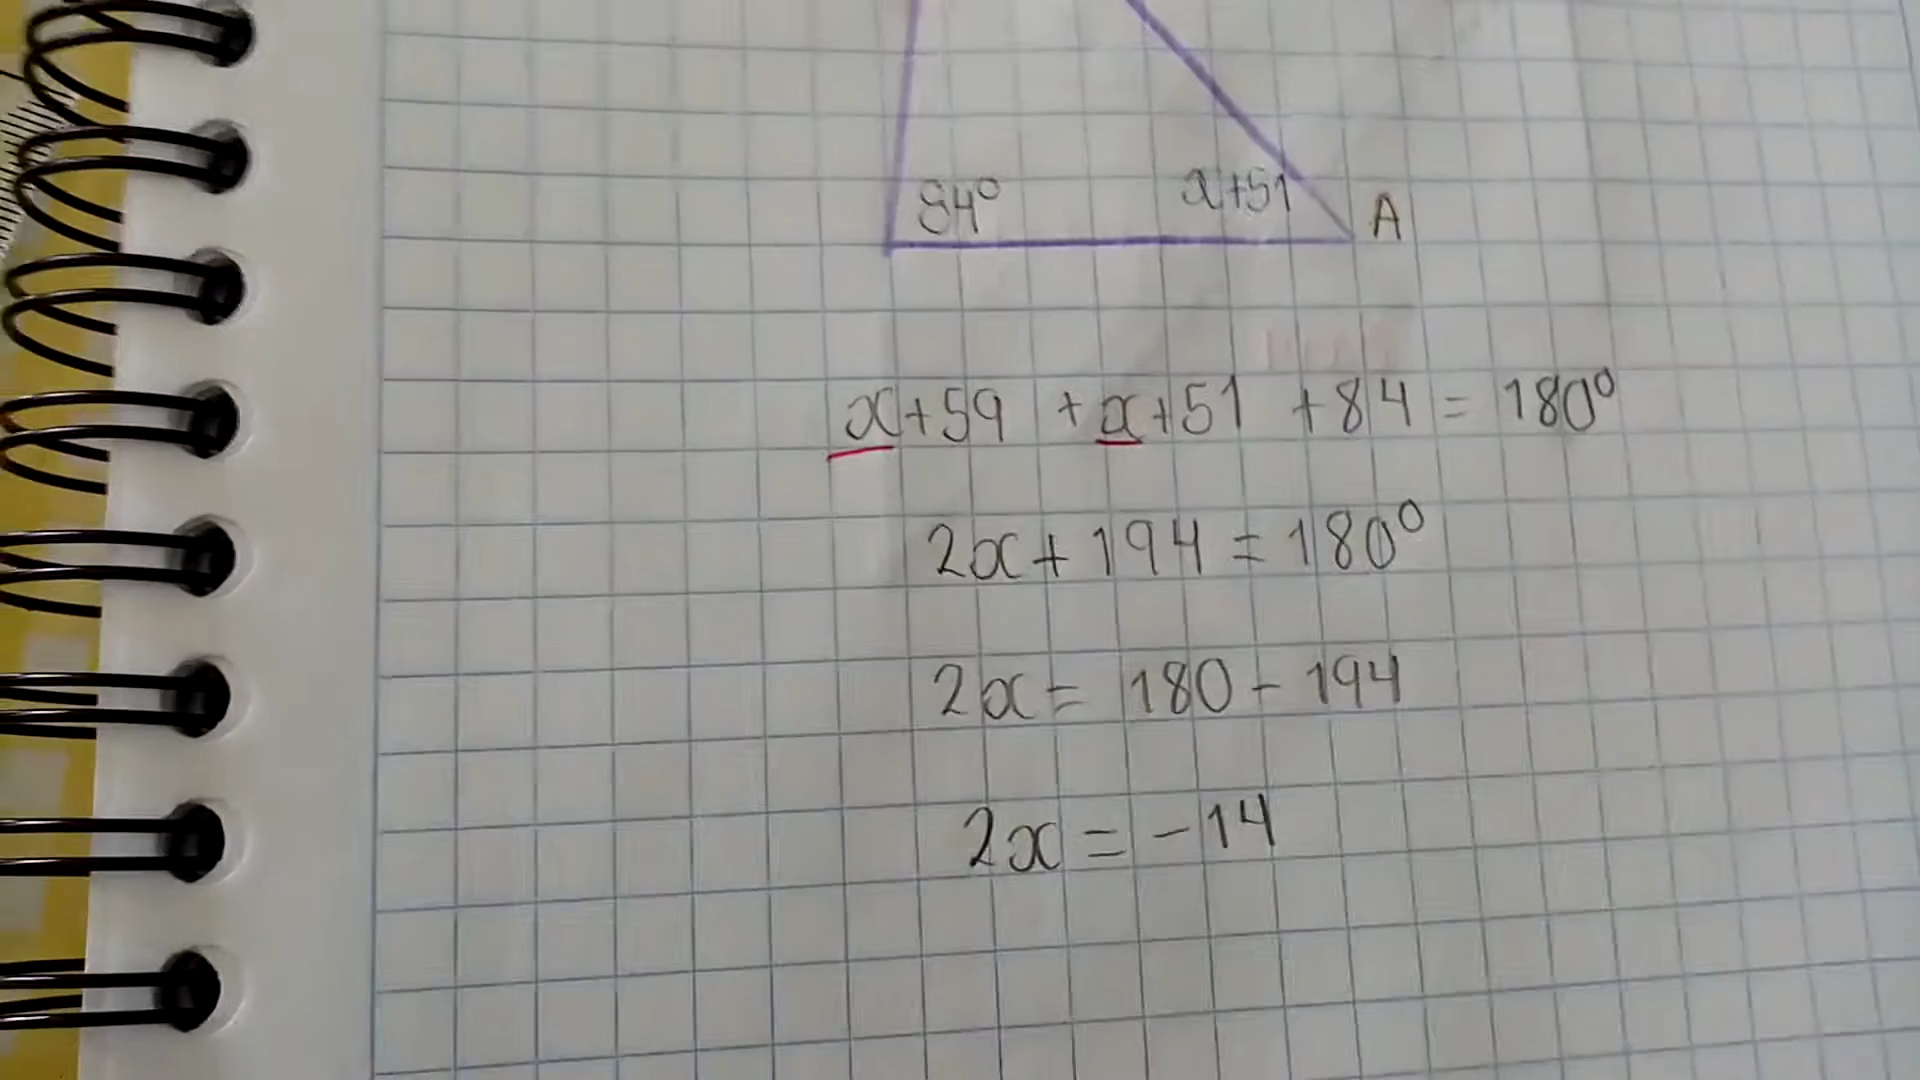 84° x+51 A
x+59 +x+51 +84 = 180°
2x+194=180°
2x= 180-194
2x = -14